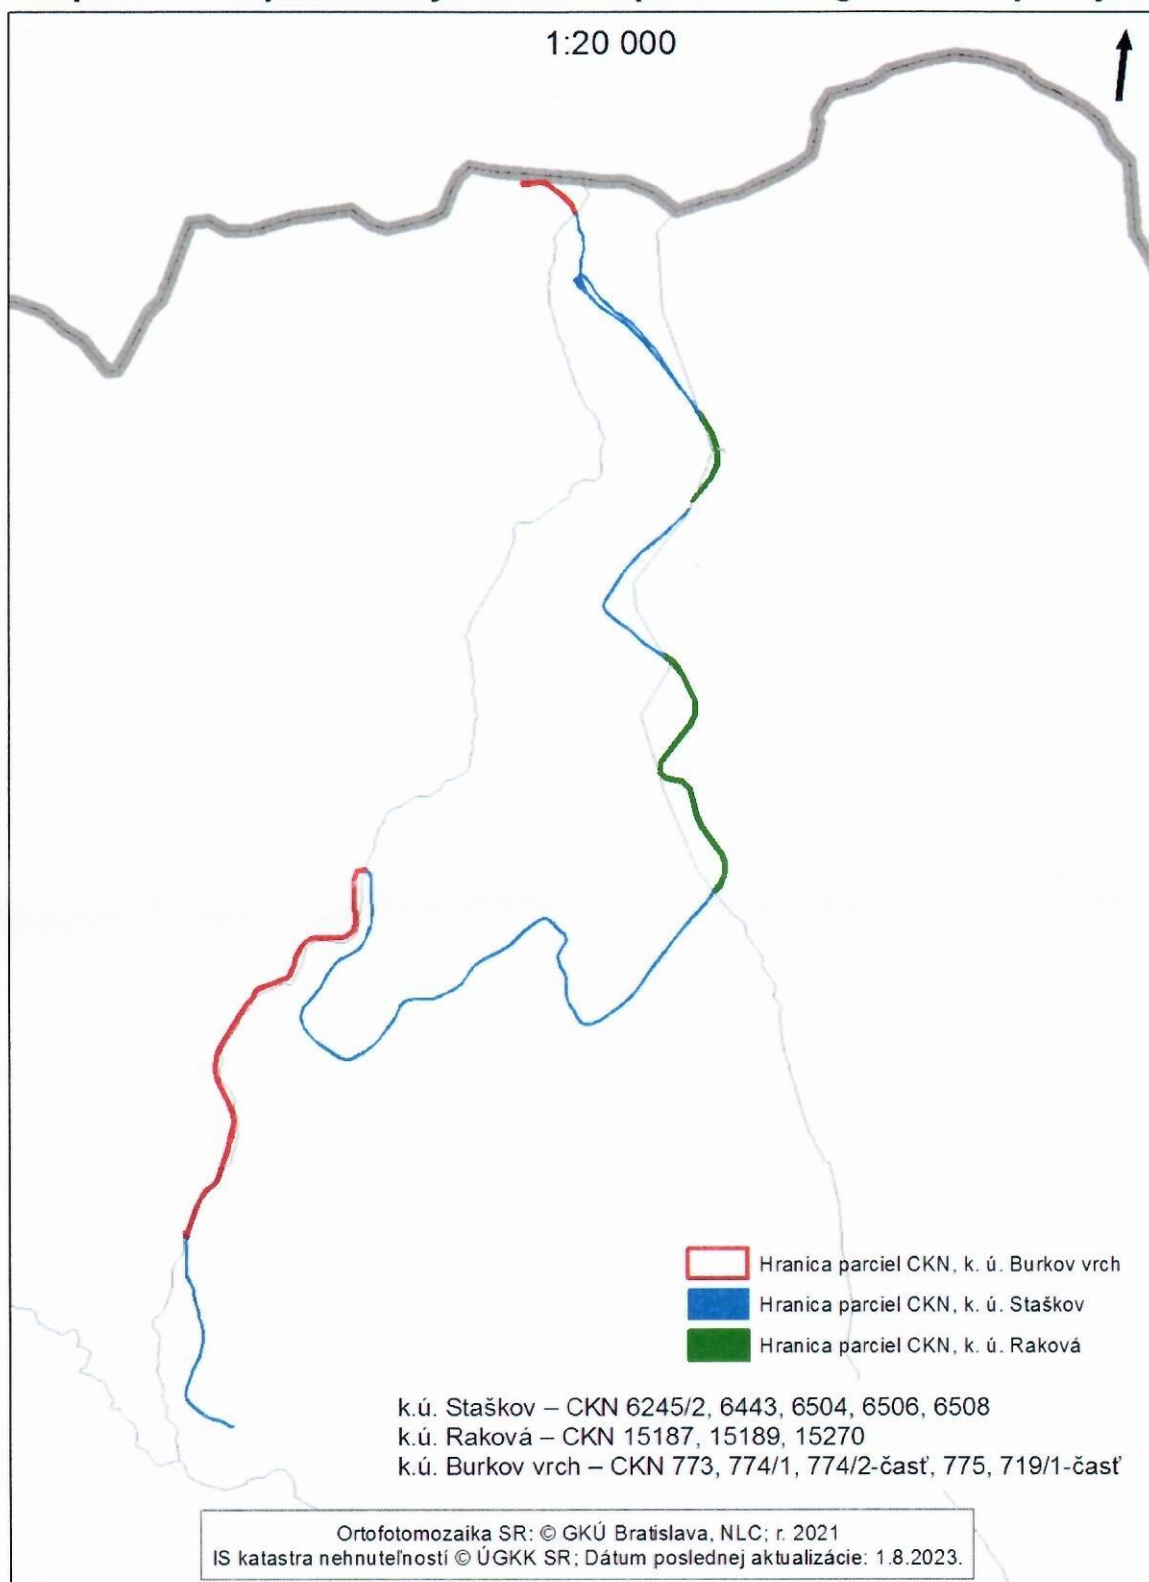 1:20 000
Hranica parciel CKN, k. ú. Burkov vrch
Hranica parciel CKN, k. ú. Staškov
Hranica parciel CKN, k. ú. Raková
k.ú. Staškov – CKN 6245/2, 6443, 6504, 6506, 6508
k.ú. Raková – CKN 15187, 15189, 15270
k.ú. Burkov vrch – CKN 773, 774/1, 774/2-časť, 775, 719/1-časť
Ortofotomozaika SR: © GKÚ Bratislava, NLC; r. 2021
IS katastra nehnuteľností © ÚGKK SR; Dátum poslednej aktualizácie: 1.8.2023.